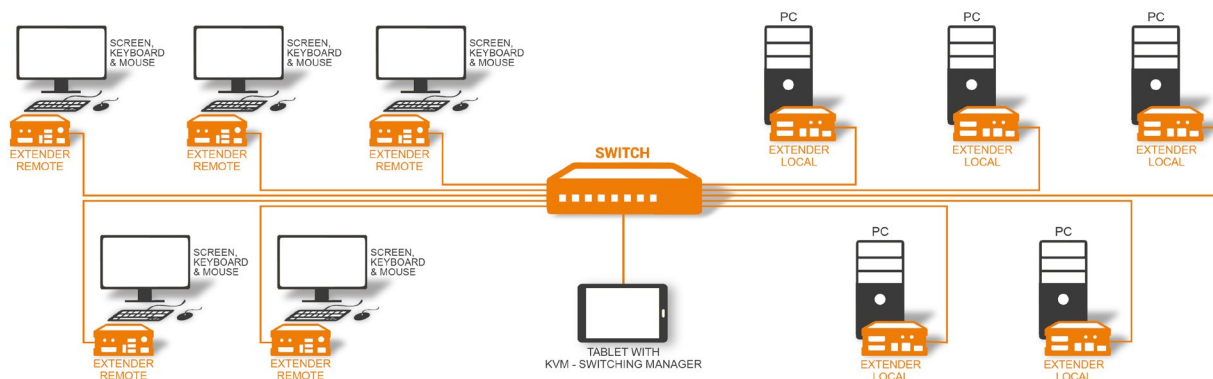 PC
PC
PC
SCREEN,
KEYBOARD
& MOUSE
SCREEN,
KEYBOARD
& MOUSE
SCREEN,
KEYBOARD
& MOUSE
EXTENDER
REMOTE
EXTENDER
REMOTE
EXTENDER
REMOTE
SWITCH
EXTENDER
LOCAL
EXTENDER
LOCAL
EXTENDER
LOCAL
SCREEN,
KEYBOARD
& MOUSE
SCREEN,
KEYBOARD
& MOUSE
PC
PC
EXTENDER
REMOTE
EXTENDER
REMOTE
TABLET WITH
KVM - SWITCHING MANAGER
EXTENDER
LOCAL
EXTENDER
LOCAL